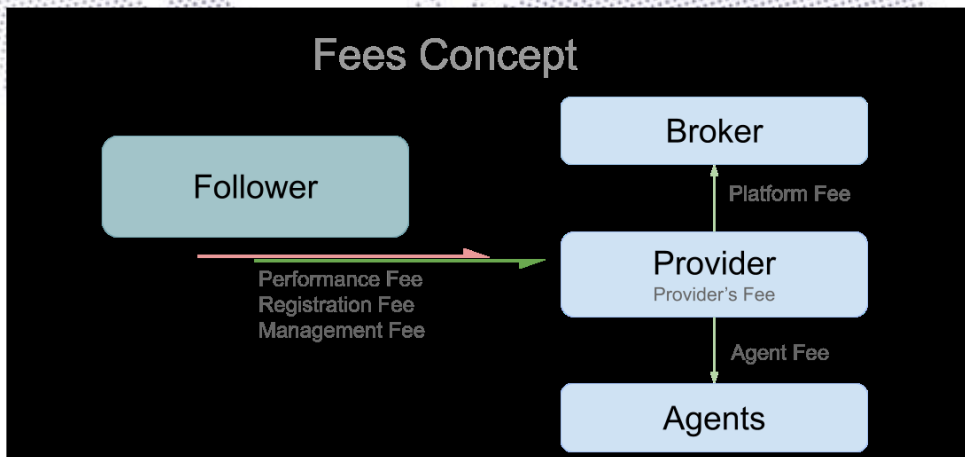 Fees Concept
Broker
Follower
Platform Fee
Provider
Provider's Fee
Performance Fee
Registration Fee
Management Fee
Agent Fee
Agents